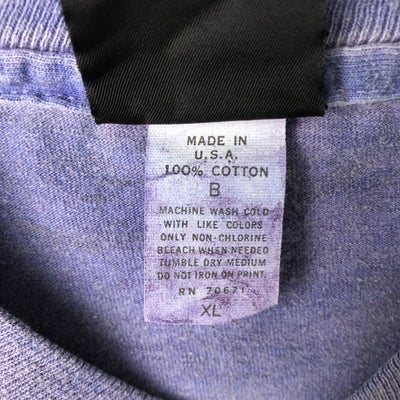 MADE IN
U.S.A.
100% COTTON
B
MACHINE WASH COLD
WITH LIKE COLORS
ONLY NON-CHLORINE
BLEACH WHEN NEEDED
TUMBLE DRY MEDIUM
DO NOT IRON ON PRINT.
RN 70671
XL